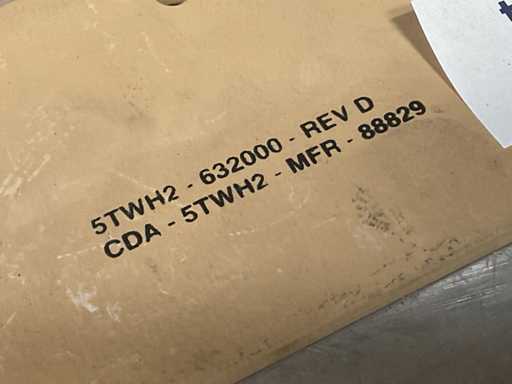 5TWH2 - 632000 - REV D
CDA - 5TWH2 - MFR - 88829